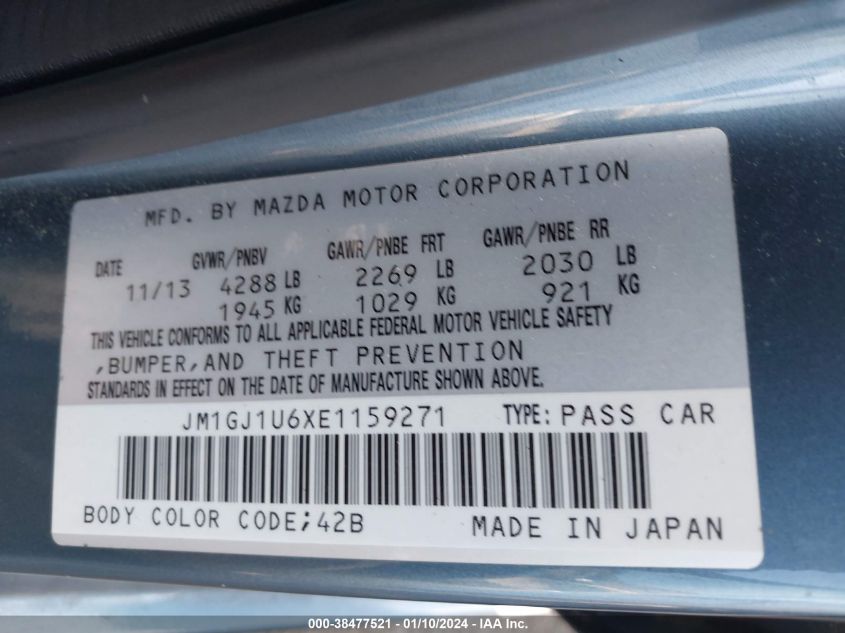 MFD. BY MAZDA MOTOR CORPORATION
DATE GVWR/PNBV GAWR/PNBE FRT GAWR/PNBE RR
11/13 4288 LB 2269 LB 2030 LB
1945 KG 1029 KG 921 KG
THIS VEHICLE CONFORMS TO ALL APPLICABLE FEDERAL MOTOR VEHICLE SAFETY
,BUMPER,AND THEFT PREVENTION
STANDARDS IN EFFECT ON THE DATE OF MANUFACTURE SHOWN ABOVE.
JM1GJ1U6XE1159271 TYPE: PASS CAR
BODY COLOR CODE;42B MADE IN JAPAN
000-38477521 - 01/10/2024 - IAA Inc.